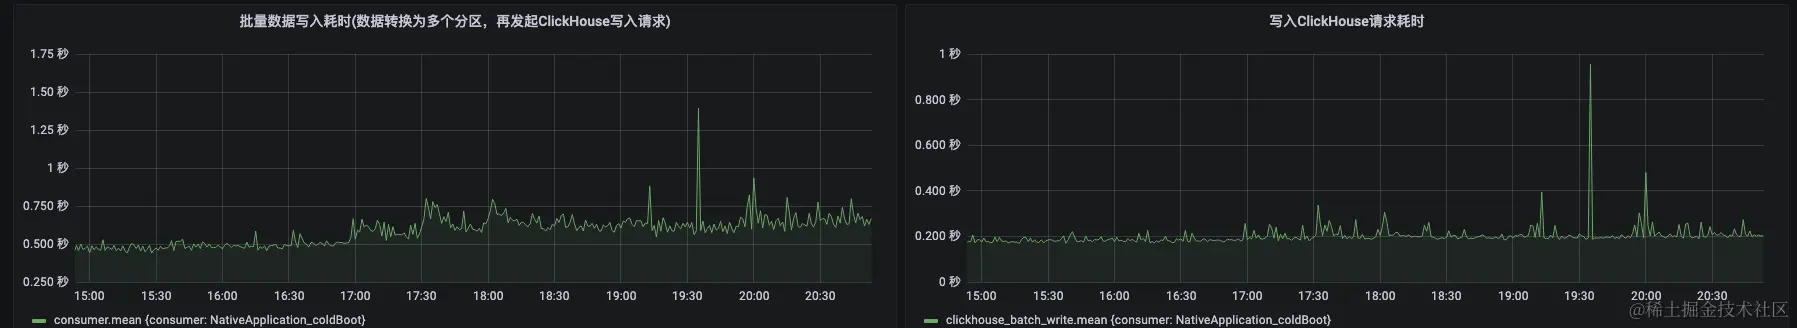 批量数据写入耗时(数据转换为多个分区，再发起ClickHouse写入请求)
1.75 秒
1.50 秒
1.25 秒
1 秒
0.750 秒
0.500 秒
0.250 秒
15:00 15:30 16:00 16:30 17:00 17:30 18:00 18:30 19:00 19:30 20:00 20:30
consumer.mean {consumer: NativeApplication_coldBoot}
写入ClickHouse请求耗时
1 秒
0.800 秒
0.600 秒
0.400 秒
0.200 秒
0 秒
15:00 15:30 16:00 16:30 17:00 17:30 18:00 18:30 19:00 19:30 20:00 20:30
clickhouse_batch_write.mean {consumer: NativeApplication_coldBoot}
@稀土掘金技术社区